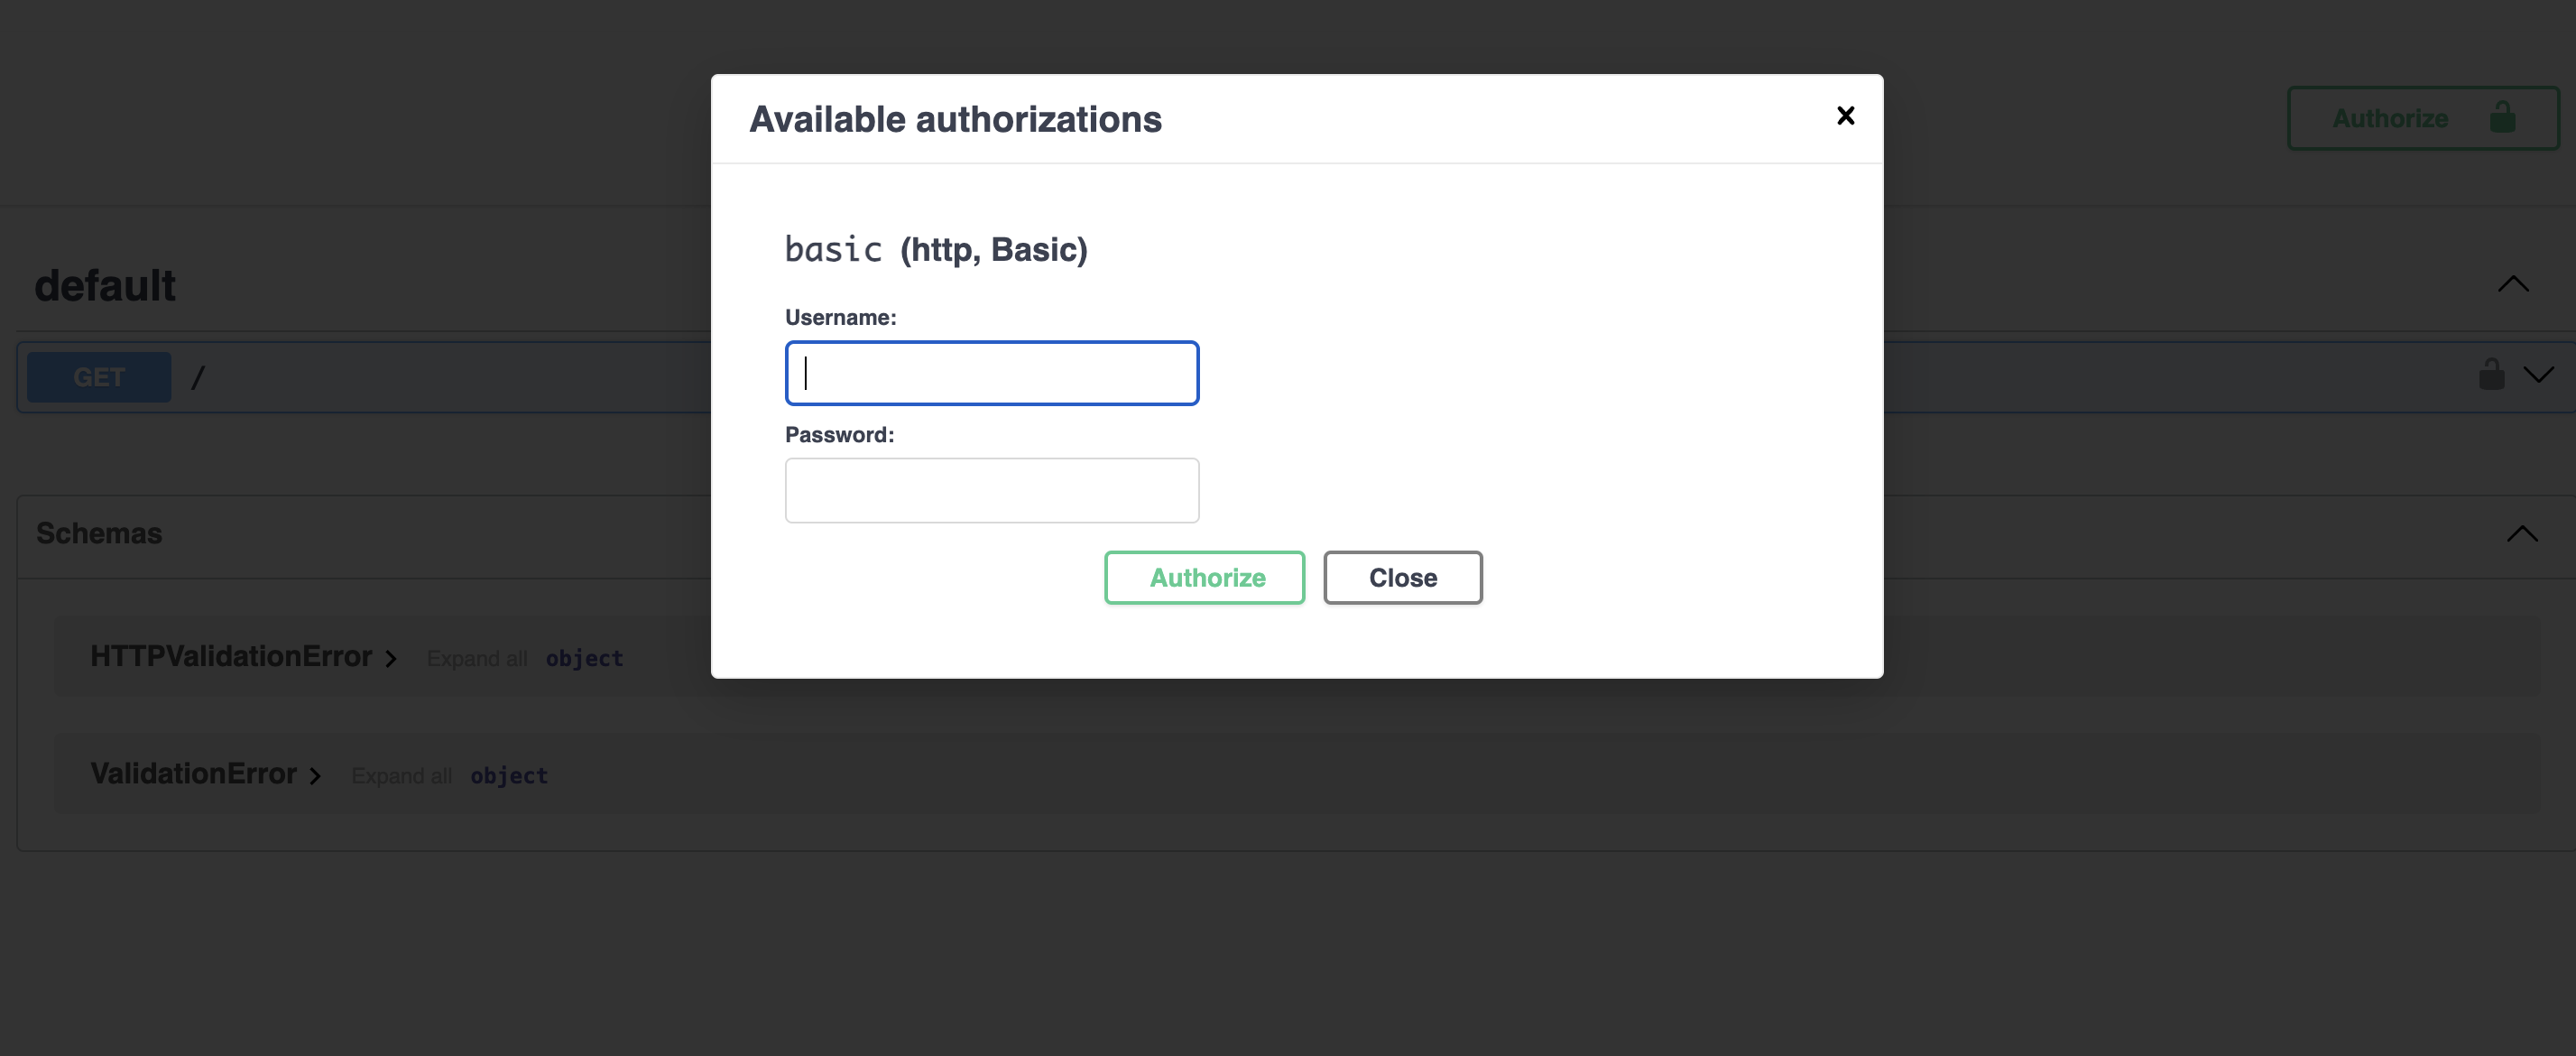 Available authorizations
Authorize
basic (http, Basic)
Username:
Password:
Authorize Close
default
GET /
Schemas
HTTPValidationError Expand all object
ValidationError Expand all object